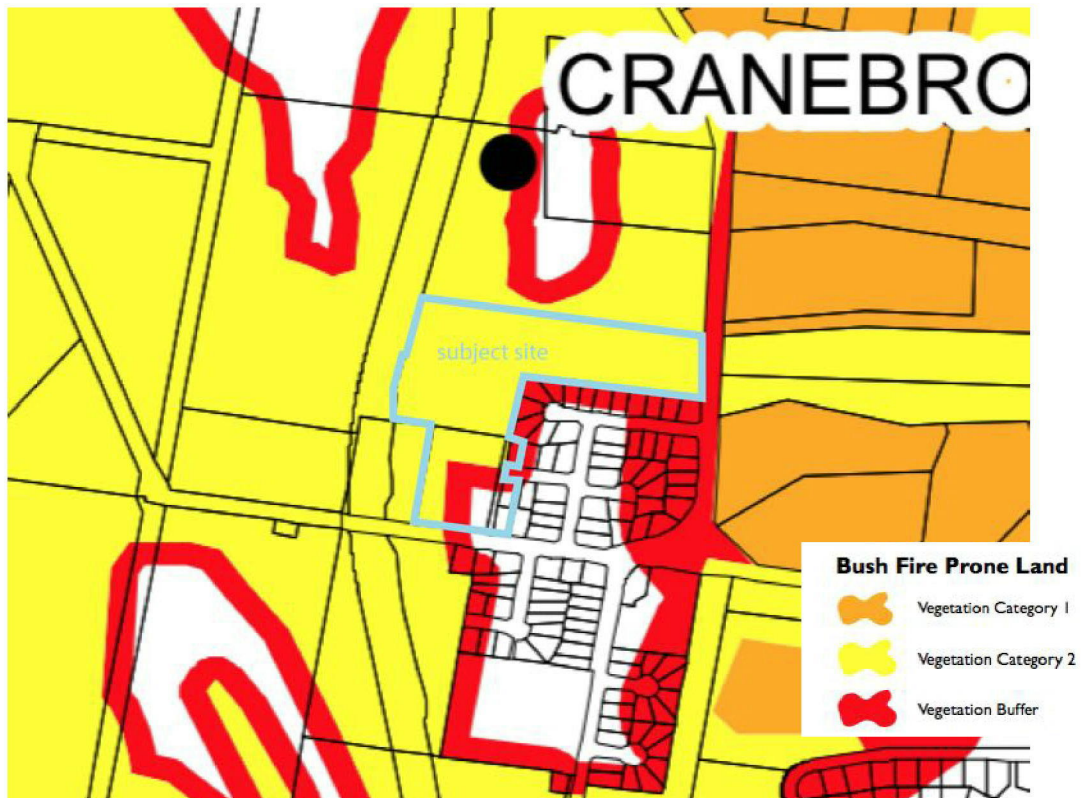 CRANEBRO
subject site
Bush Fire Prone Land
Vegetation Category 1
Vegetation Category 2
Vegetation Buffer